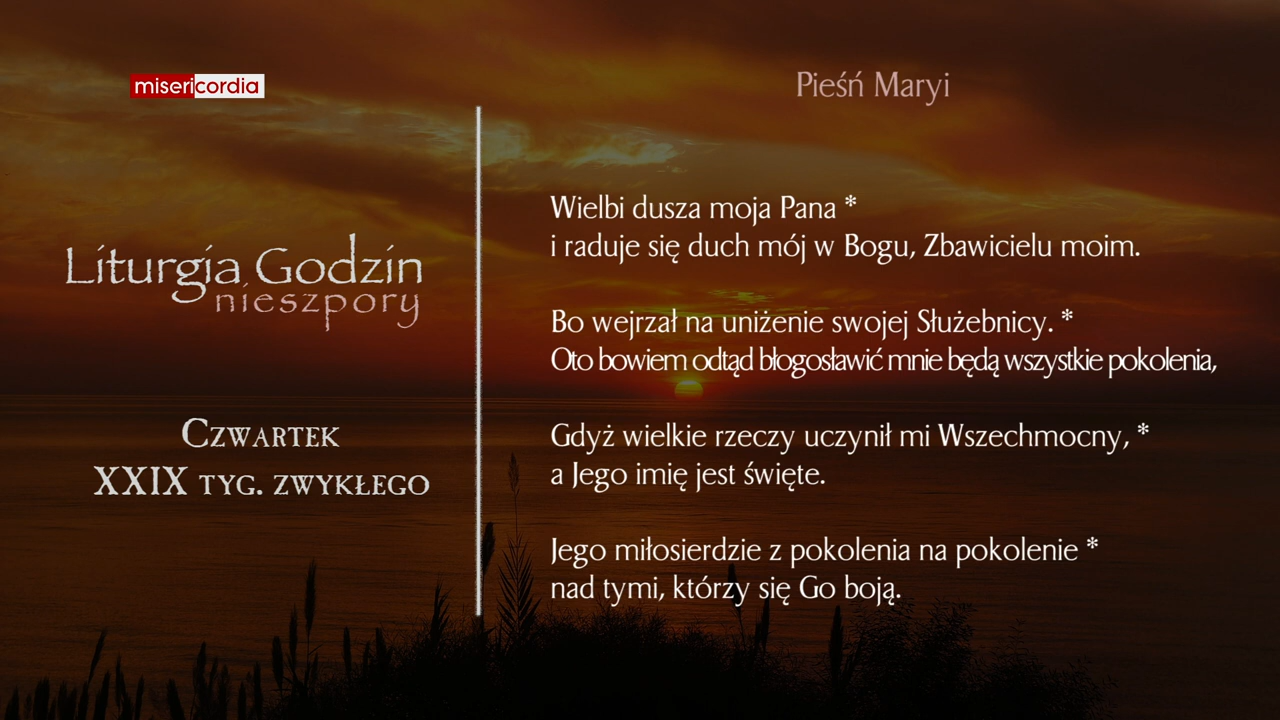 misericordia
Liturgia Godzin
nieszpory
Czwartek
XXIX tyg. zwykłego
Pieśń Maryi
Wielbi dusza moja Pana *
i raduje się duch mój w Bogu, Zbawicielu moim.
Bo wejrzał na uniżenie swojej Służebnicy. *
Oto bowiem odtąd błogosławić mnie będą wszystkie pokolenia,
Gdyż wielkie rzeczy uczynił mi Wszechmocny, *
a Jego imię jest święte.
Jego miłosierdzie z pokolenia na pokolenie *
nad tymi, którzy się Go boją.